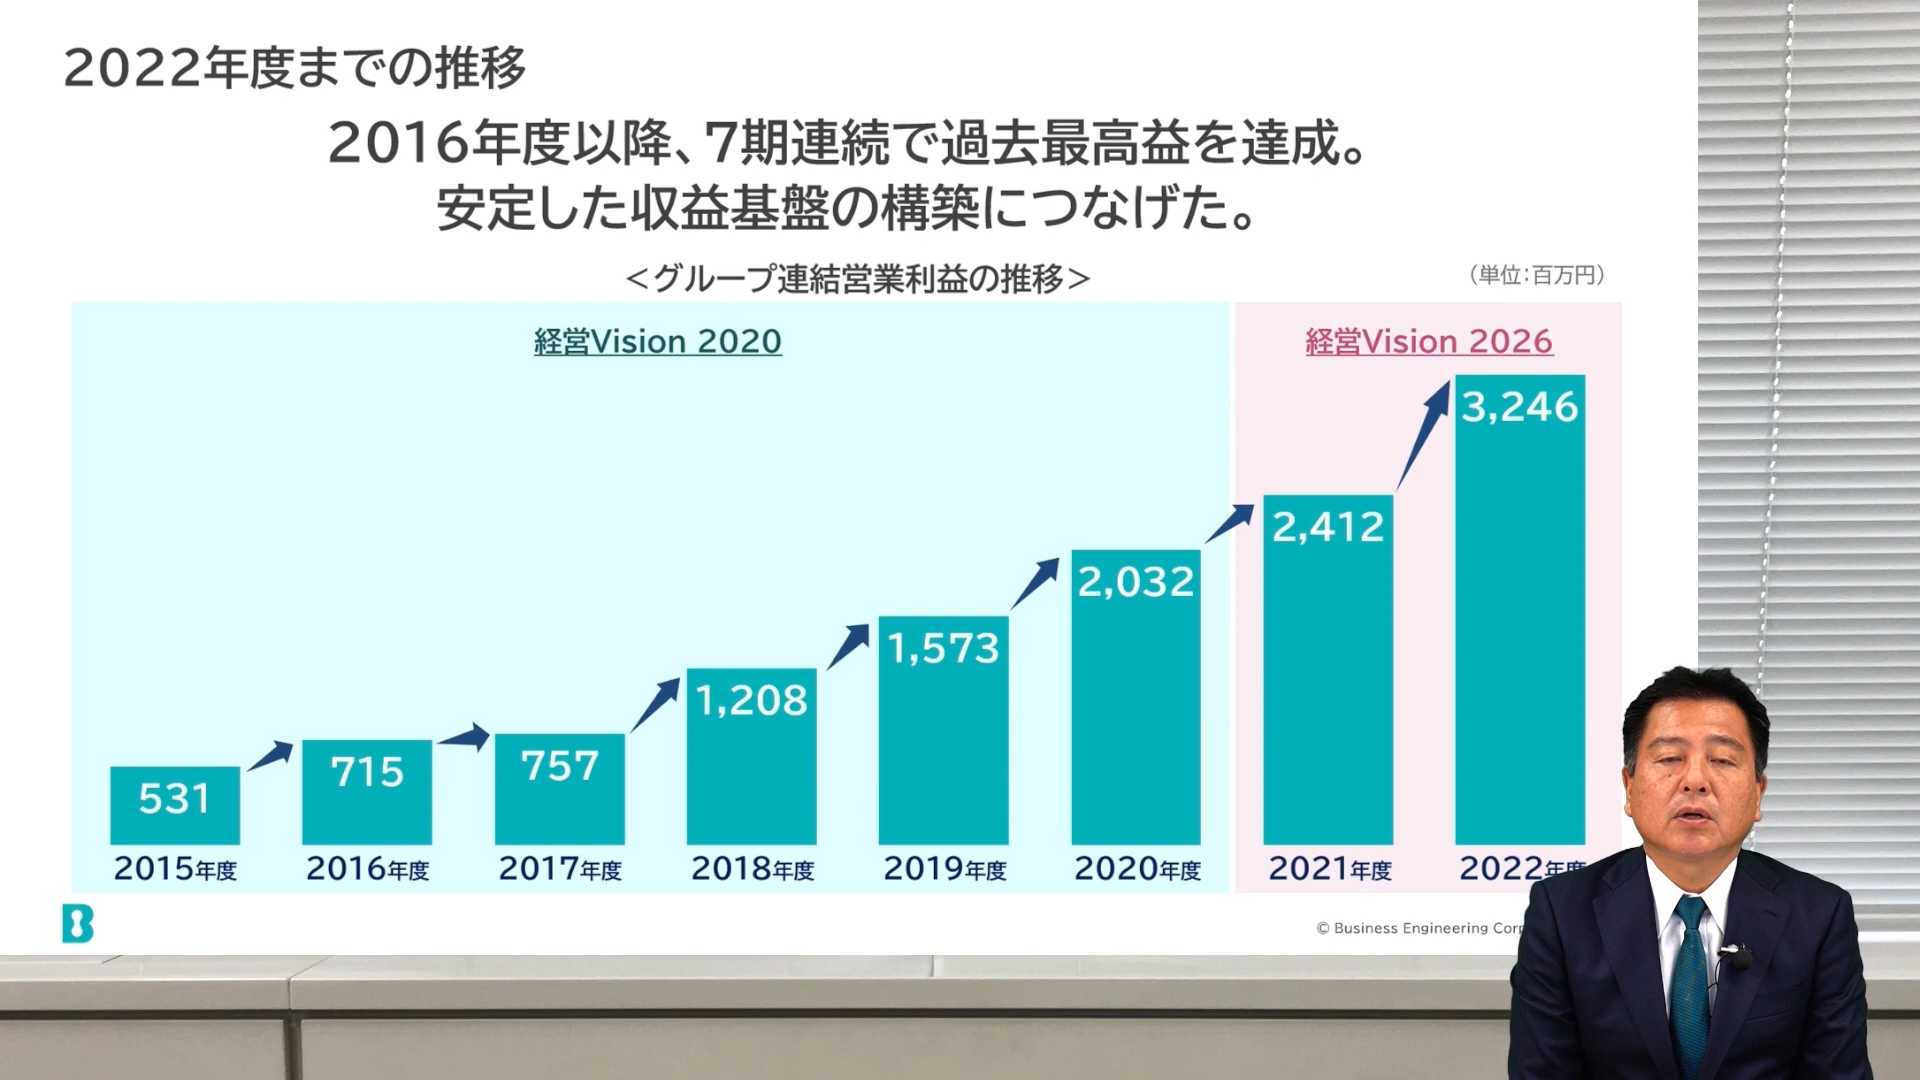 2022年度までの推移
2016年度以降、7期連続で過去最高益を達成。
安定した収益基盤の構築につなげた。
＜グループ連結営業利益の推移＞
（単位：百万円）
経営Vision 2020
経営Vision 2026
531
715
757
1,208
1,573
2,032
2,412
3,246
2015年度
2016年度
2017年度
2018年度
2019年度
2020年度
2021年度
2022年度
B
© Business Engineering